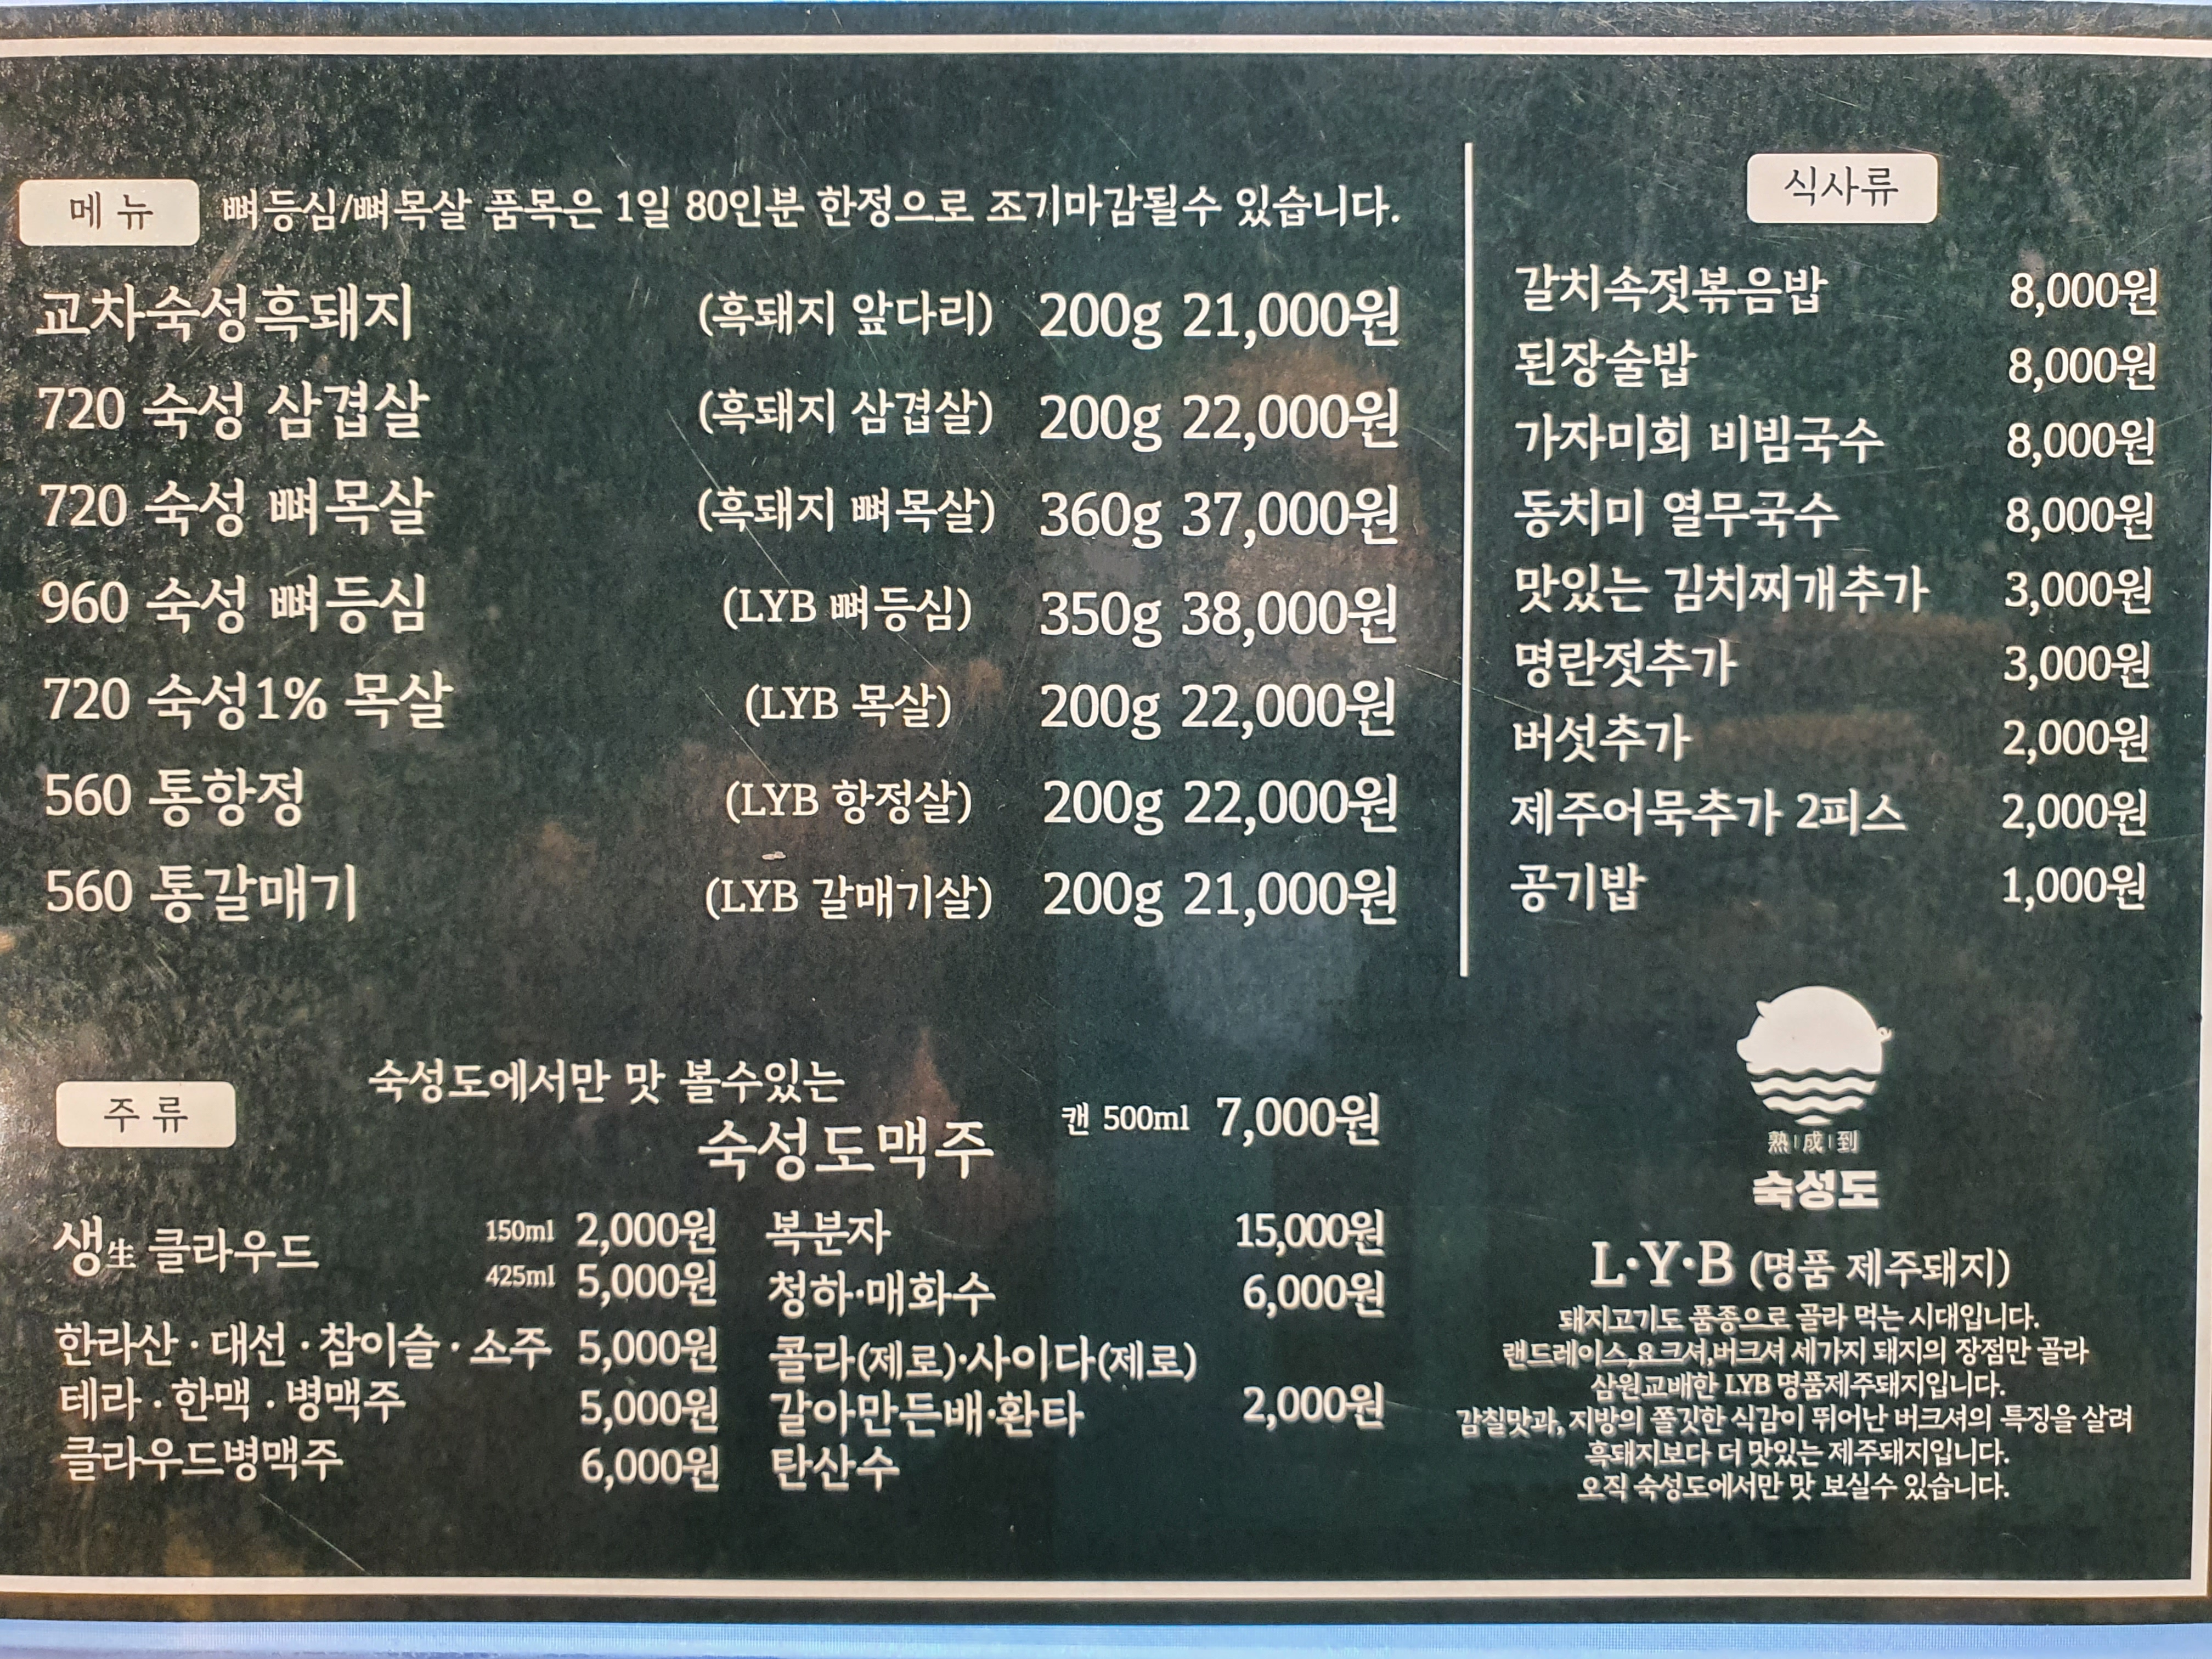 메뉴 뼈등심/뼈목살 품목은 1일 80인분 한정으로 조기마감될수 있습니다.
교차숙성흑돼지 (흑돼지 앞다리) 200g 21,000원
720 숙성 삼겹살 (흑돼지 삼겹살) 200g 22,000원
720 숙성 뼈목살 (흑돼지 뼈목살) 360g 37,000원
960 숙성 뼈등심 (LYB 뼈등심) 350g 38,000원
720 숙성1% 목살 (LYB 목살) 200g 22,000원
560 통항정 (LYB 항정살) 200g 22,000원
560 통갈매기 (LYB 갈매기살) 200g 21,000원
식사류
갈치속젓볶음밥 8,000원
된장술밥 8,000원
가자미회 비빔국수 8,000원
동치미 열무국수 8,000원
맛있는 김치찌개추가 3,000원
명란젓추가 3,000원
버섯추가 2,000원
제주어묵추가 2피스 2,000원
공기밥 1,000원
주류
숙성도에서만 맛 볼수있는
숙성도맥주 캔 500ml 7,000원
생生 클라우드 150ml 2,000원
425ml 5,000원
한라산·대선·참이슬·소주 5,000원
테라·한맥·병맥주 5,000원
클라우드병맥주 6,000원
복분자 15,000원
청하·매화수 6,000원
콜라(제로)·사이다(제로)
갈아만든배·환타 2,000원
탄산수
熟|成|到
숙성도
L·Y·B (명품 제주돼지)
돼지고기도 품종으로 골라 먹는 시대입니다.
랜드레이스,요크셔,버크셔 세가지 돼지의 장점만 골라
삼원교배한 LYB 명품제주돼지입니다.
감칠맛과, 지방의 쫄깃한 식감이 뛰어난 버크셔의 특징을 살려
흑돼지보다 더 맛있는 제주돼지입니다.
오직 숙성도에서만 맛 보실수 있습니다.